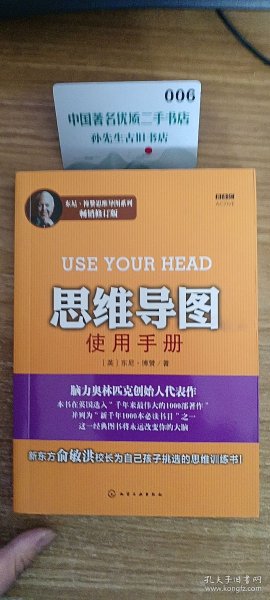 006
中国著名优质二手书店
孙先生古旧书店
东尼·博赞思维导图系列
畅销修订版
BBC
ACTIVE
USE YOUR HEAD
思维导图
使用手册
[英]东尼·博赞 著
脑力奥林匹克创始人代表作
本书在英国选入“千年来最伟大的1000部著作”
并列为“新千年1000本必读书目”之一
这一经典图书将永远改变你的大脑
新东方俞敏洪校长为自己孩子挑选的思维训练书!
化学工业出版社
孔夫子旧书网